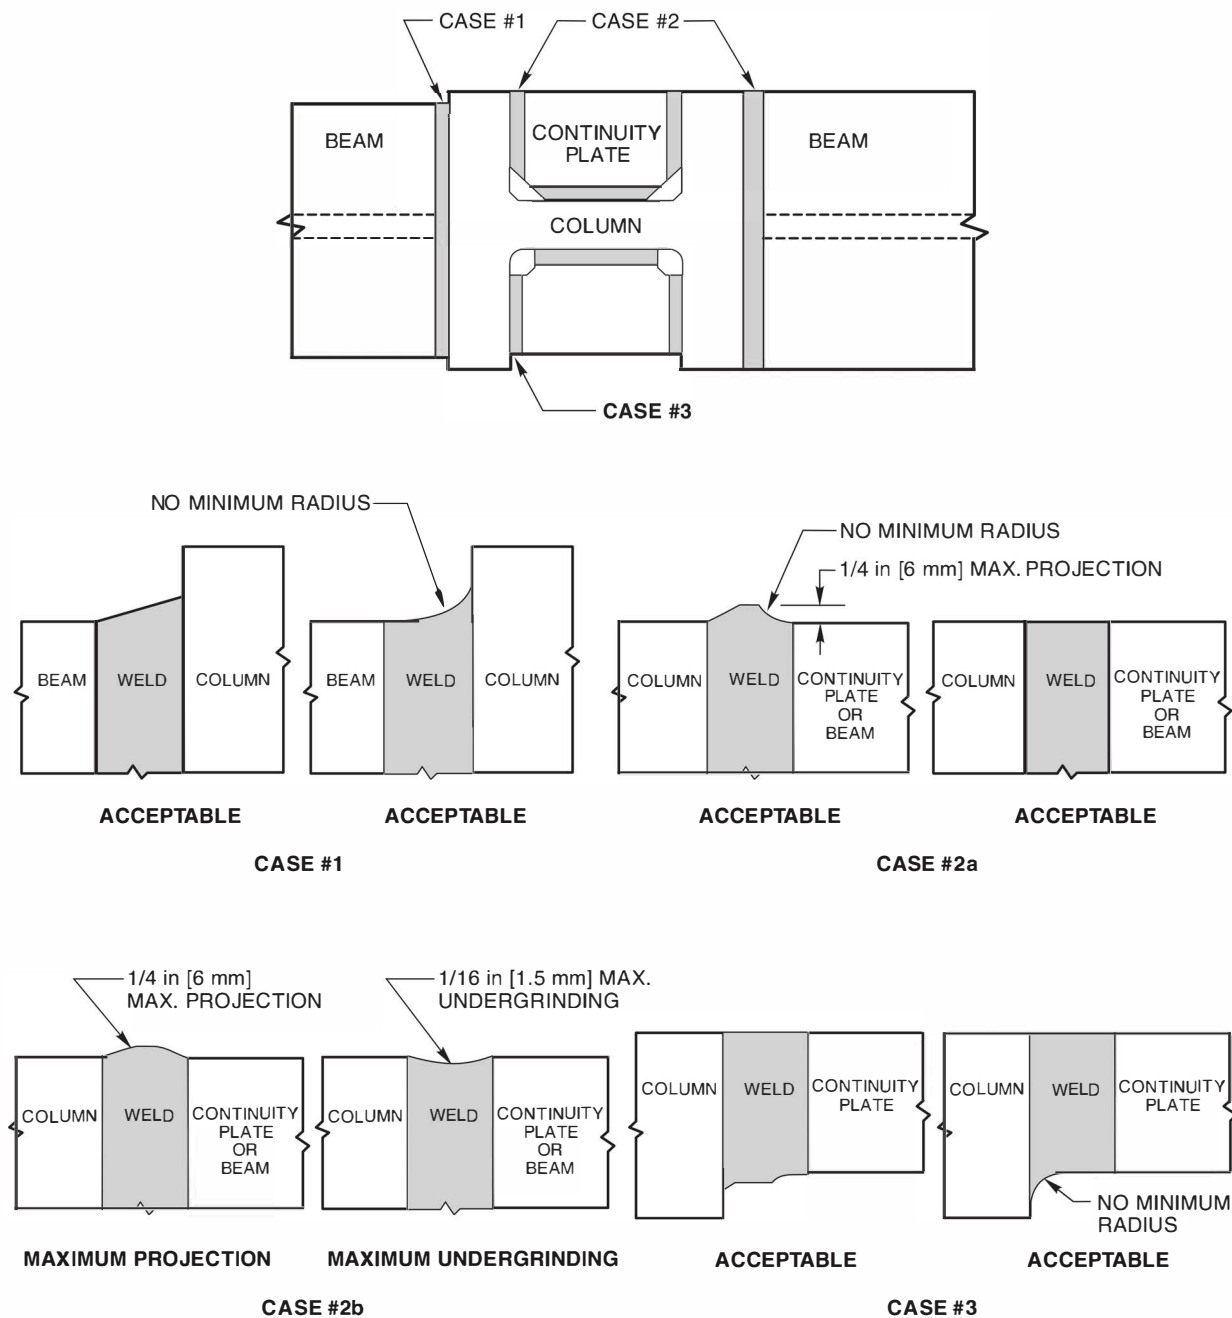 CASE #1
CASE #2
BEAM
CONTINUITY
PLATE
BEAM
COLUMN
CASE #3
NO MINIMUM RADIUS
BEAM
WELD
COLUMN
ACCEPTABLE
BEAM
WELD
COLUMN
ACCEPTABLE
CASE #1
NO MINIMUM RADIUS
1/4 in [6 mm] MAX. PROJECTION
COLUMN
WELD
CONTINUITY
PLATE
OR
BEAM
ACCEPTABLE
COLUMN
WELD
CONTINUITY
PLATE
OR
BEAM
ACCEPTABLE
CASE #2a
1/4 in [6 mm]
MAX. PROJECTION
COLUMN
WELD
CONTINUITY
PLATE
OR
BEAM
MAXIMUM PROJECTION
1/16 in [1.5 mm] MAX.
UNDERGRINDING
COLUMN
WELD
CONTINUITY
PLATE
OR
BEAM
MAXIMUM UNDERGRINDING
CASE #2b
COLUMN
WELD
CONTINUITY
PLATE
ACCEPTABLE
COLUMN
WELD
CONTINUITY
PLATE
NO MINIMUM
RADIUS
ACCEPTABLE
CASE #3